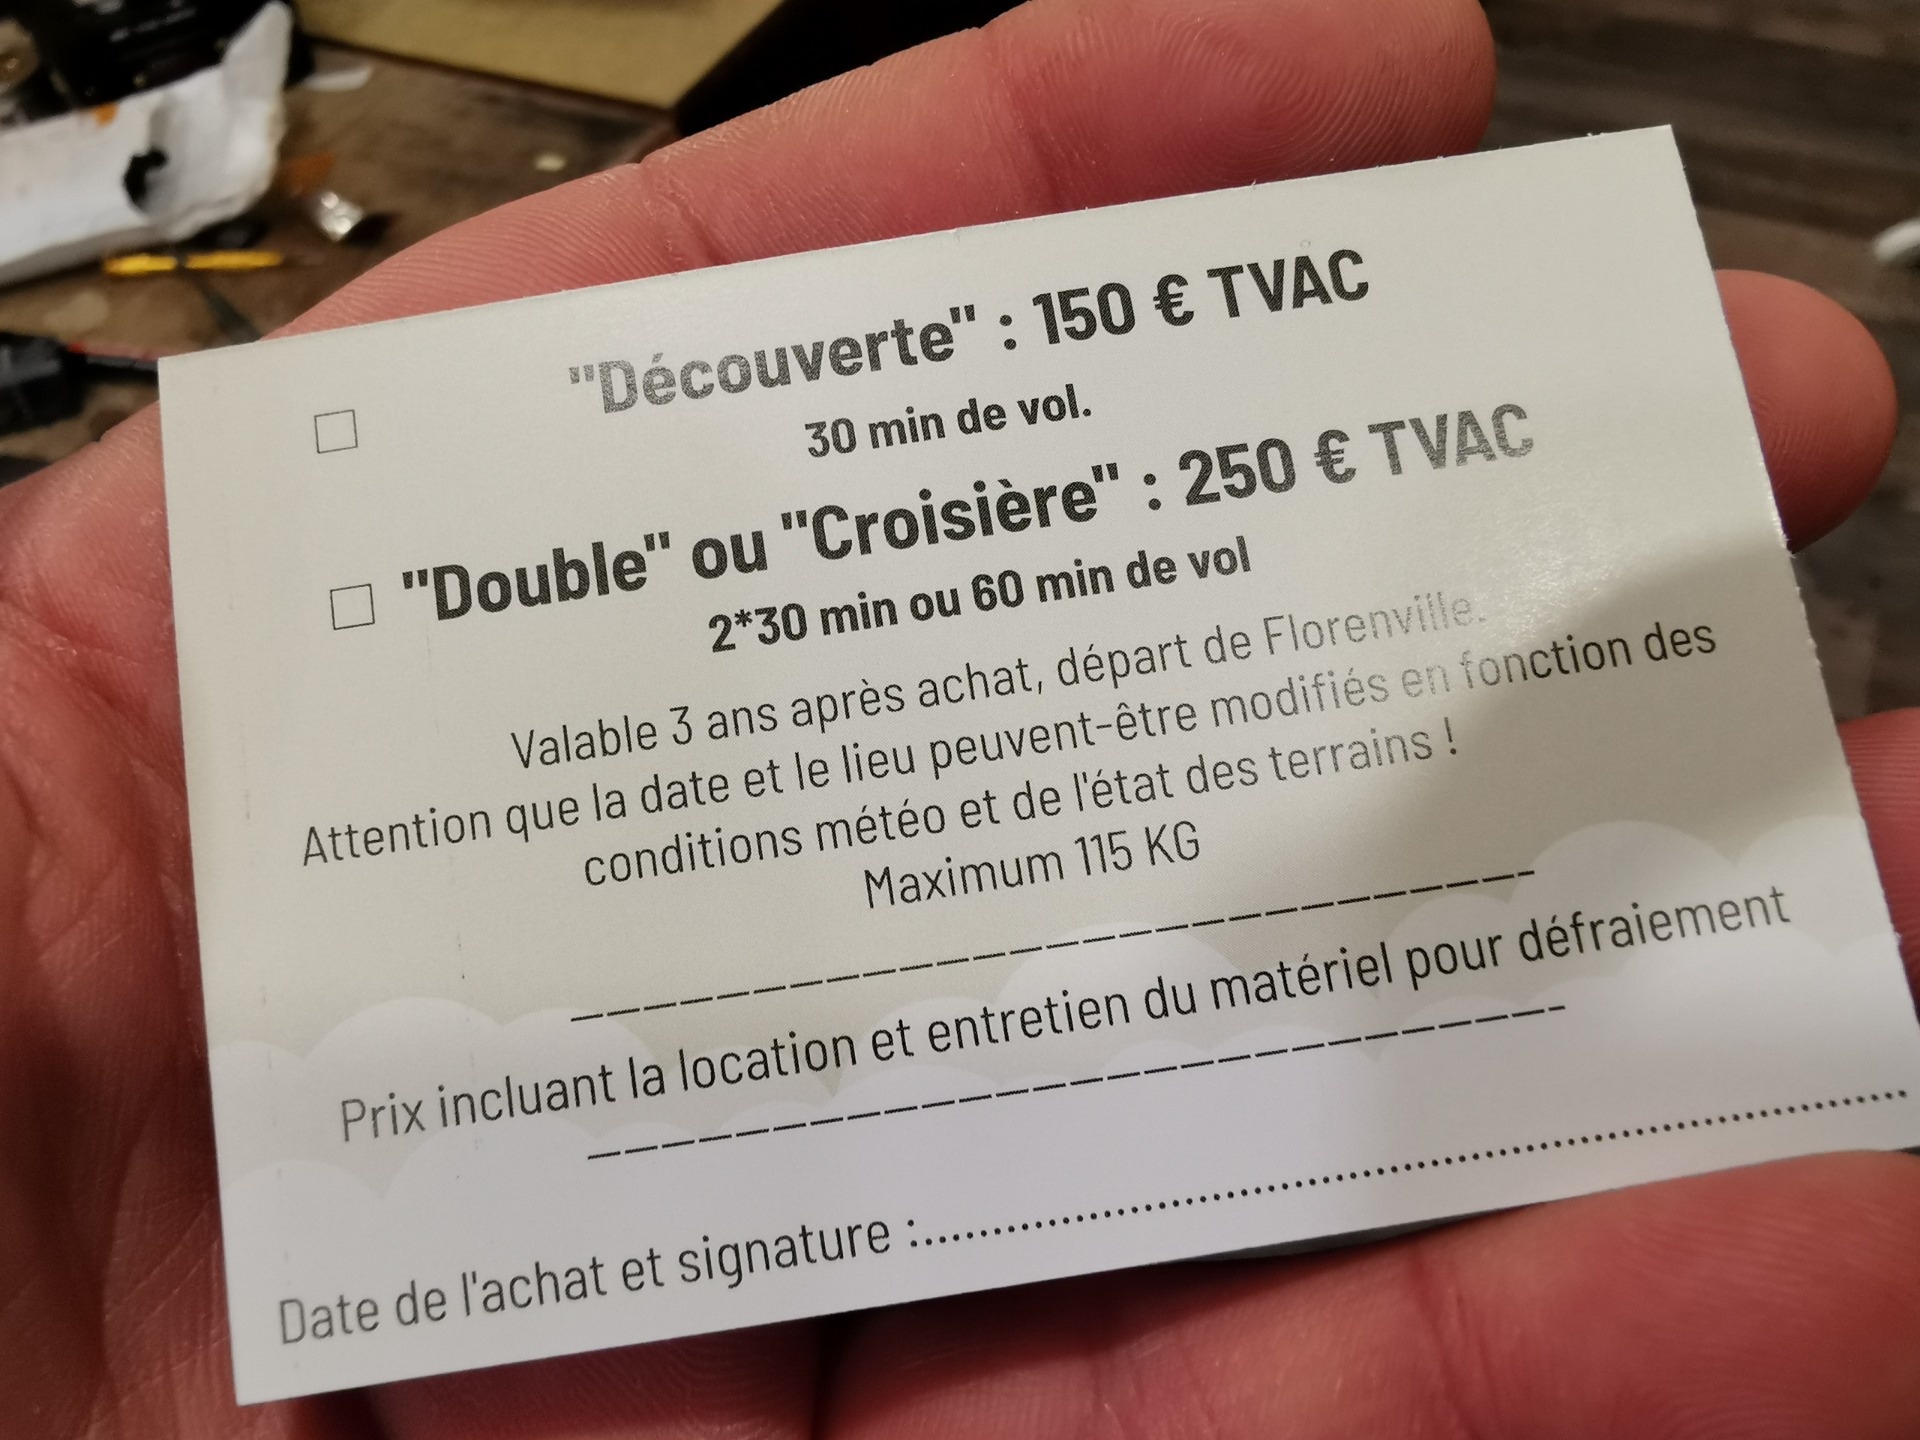 "Découverte" : 150 € TVAC
30 min de vol.
"Double" ou "Croisière" : 250 € TVAC
2*30 min ou 60 min de vol
Valable 3 ans après achat, départ de Florenville.
Attention que la date et le lieu peuvent-être modifiés en fonction des
conditions météo et de l'état des terrains !
Maximum 115 KG
Prix incluant la location et entretien du matériel pour défraiement
Date de l'achat et signature :